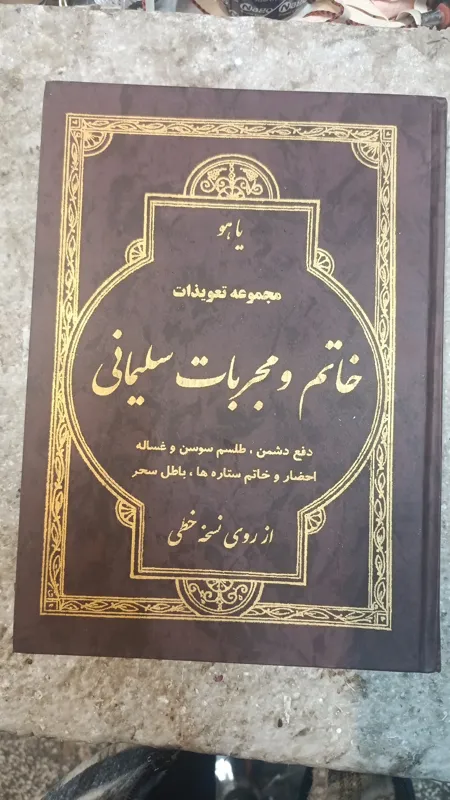 یا هو
مجموعه تعویذات
خاتم و مجربات سلیمانی
دفع دشمن ، طلسم سوسن و غساله
احضار و خاتم ستاره ها ، باطل سحر
از روی نسخه خطی